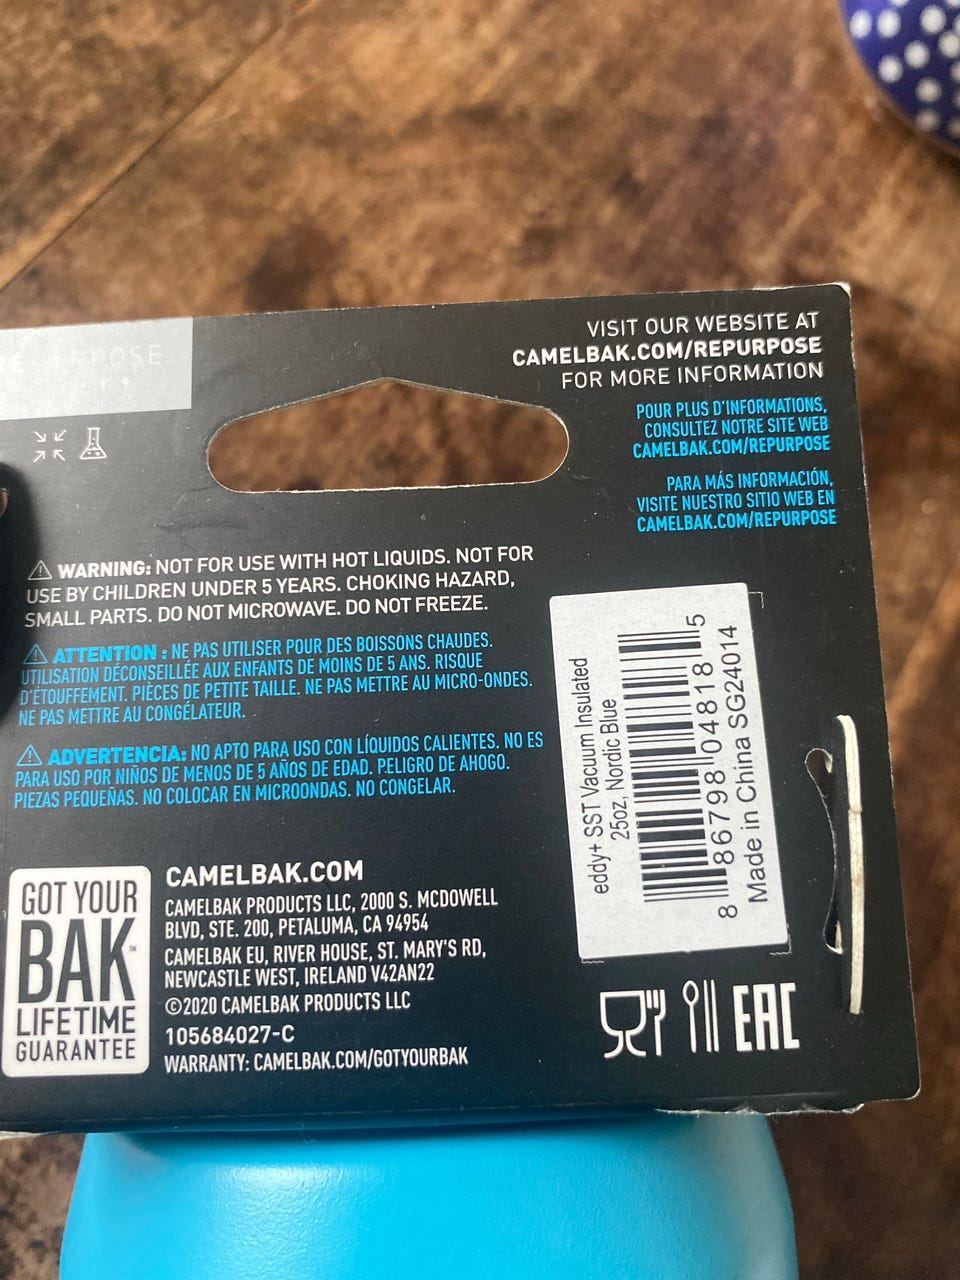 POSE
VISIT OUR WEBSITE AT
CAMELBAK.COM/REPURPOSE
FOR MORE INFORMATION
POUR PLUS D'INFORMATIONS,
CONSULTEZ NOTRE SITE WEB
CAMELBAK.COM/REPURPOSE
PARA MÁS INFORMACIÓN,
VISITE NUESTRO SITIO WEB EN
CAMELBAK.COM/REPURPOSE
WARNING: NOT FOR USE WITH HOT LIQUIDS. NOT FOR
USE BY CHILDREN UNDER 5 YEARS. CHOKING HAZARD,
SMALL PARTS. DO NOT MICROWAVE. DO NOT FREEZE.
ATTENTION : NE PAS UTILISER POUR DES BOISSONS CHAUDES.
UTILISATION DÉCONSEILLÉE AUX ENFANTS DE MOINS DE 5 ANS. RISQUE
D'ÉTOUFFEMENT. PIÈCES DE PETITE TAILLE. NE PAS METTRE AU MICRO-ONDES.
NE PAS METTRE AU CONGÉLATEUR.
ADVERTENCIA: NO APTO PARA USO CON LÍQUIDOS CALIENTES. NO ES
PARA USO POR NIÑOS DE MENOS DE 5 AÑOS DE EDAD. PELIGRO DE AHOGO.
PIEZAS PEQUEÑAS. NO COLOCAR EN MICROONDAS. NO CONGELAR.
eddy+ SST Vacuum Insulated
25oz, Nordic Blue
8 86798 04818 5
Made in China SG24014
GOT YOUR
BAK™
LIFETIME
GUARANTEE
CAMELBAK.COM
CAMELBAK PRODUCTS LLC, 2000 S. MCDOWELL
BLVD, STE. 200, PETALUMA, CA 94954
CAMELBAK EU, RIVER HOUSE, ST. MARY'S RD,
NEWCASTLE WEST, IRELAND V42AN22
©2020 CAMELBAK PRODUCTS LLC
105684027-C
WARRANTY: CAMELBAK.COM/GOTYOURBAK
EAC